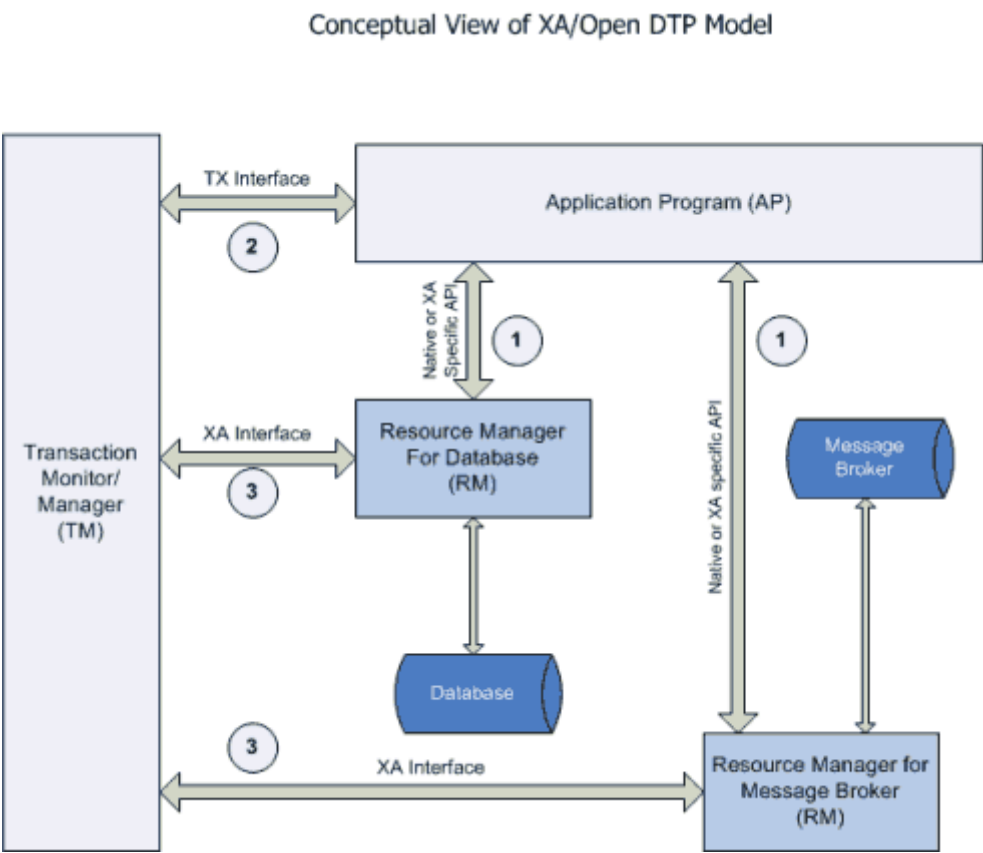 Conceptual View of XA/Open DTP Model
TX Interface
2
Application Program (AP)
Native or XA
Specific API
1
1
Native or XA specific API
XA Interface
3
Resource Manager
For Database
(RM)
Message
Broker
Transaction
Monitor/
Manager
(TM)
Database
3
XA Interface
Resource Manager for
Message Broker
(RM)